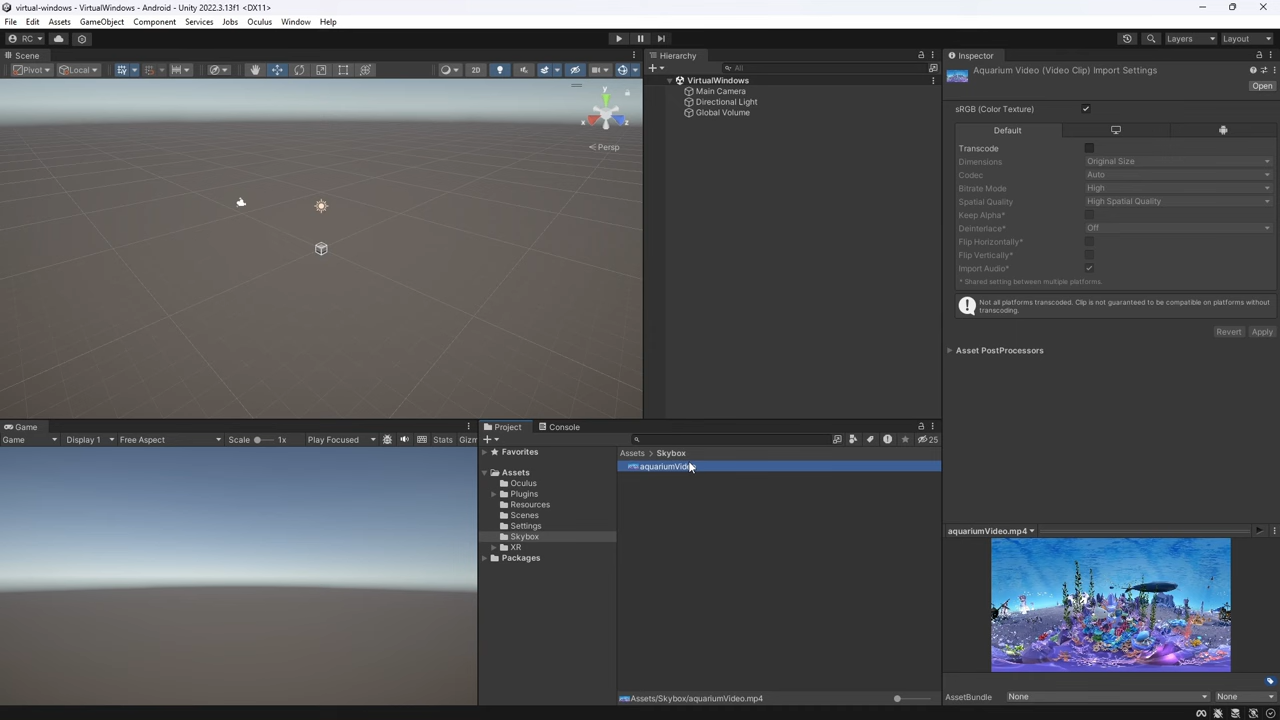 virtual-windows - VirtualWindows - Android - Unity 2022.3.13f1 <DX11>
File Edit Assets GameObject Component Services Jobs Oculus Window Help
RC Layers Layout
Scene
Pivot Local 2D
y
x z
Persp
Hierarchy
All
VirtualWindows
Main Camera
Directional Light
Global Volume
Inspector
Aquarium Video (Video Clip) Import Settings
Open
sRGB (Color Texture)
Default
Transcode
Dimensions Original Size
Codec Auto
Bitrate Mode High
Spatial Quality High Spatial Quality
Keep Alpha*
Deinterlace* Off
Flip Horizontally*
Flip Vertically*
Import Audio*
* Shared setting between multiple platforms.
Not all platforms transcoded. Clip is not guaranteed to be compatible on platforms without
transcoding.
Revert Apply
Asset PostProcessors
Game
Game Display 1 Free Aspect Scale 1x Play Focused Stats Gizm
Project Console
25
Favorites
Assets
Oculus
Plugins
Resources
Scenes
Settings
Skybox
XR
Packages
Assets > Skybox
aquariumVideo
Assets/Skybox/aquariumVideo.mp4
aquariumVideo.mp4
AssetBundle None None